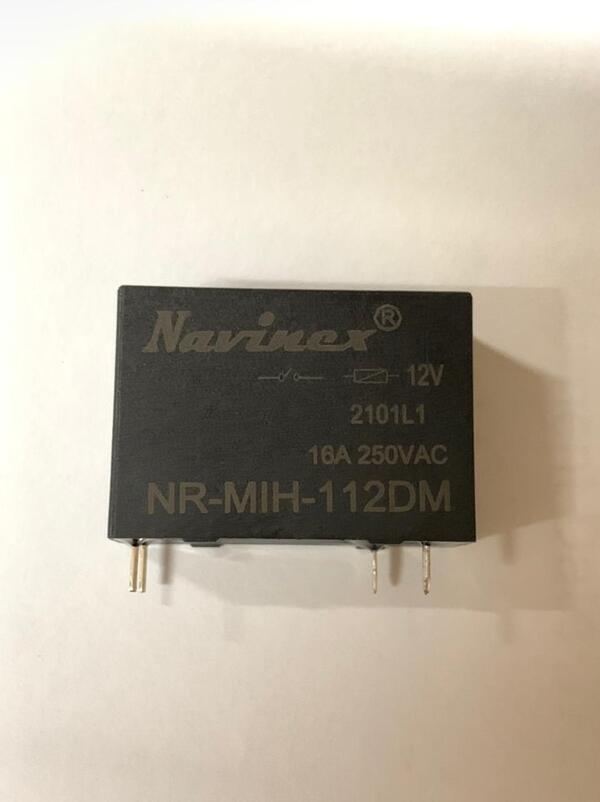 Navinex®
12V
2101L1
16A 250VAC
NR-MIH-112DM